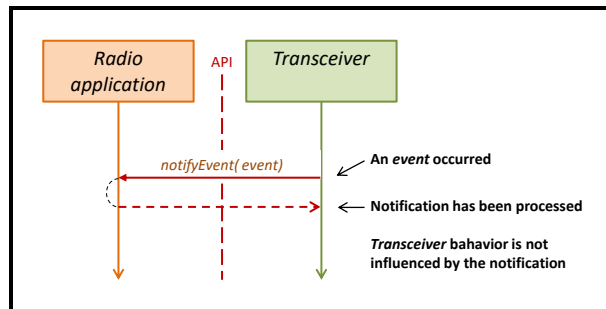 Radio
application
API
Transceiver
notifyEvent( event)
An event occurred
Notification has been processed
Transceiver bahavior is not
influenced by the notification